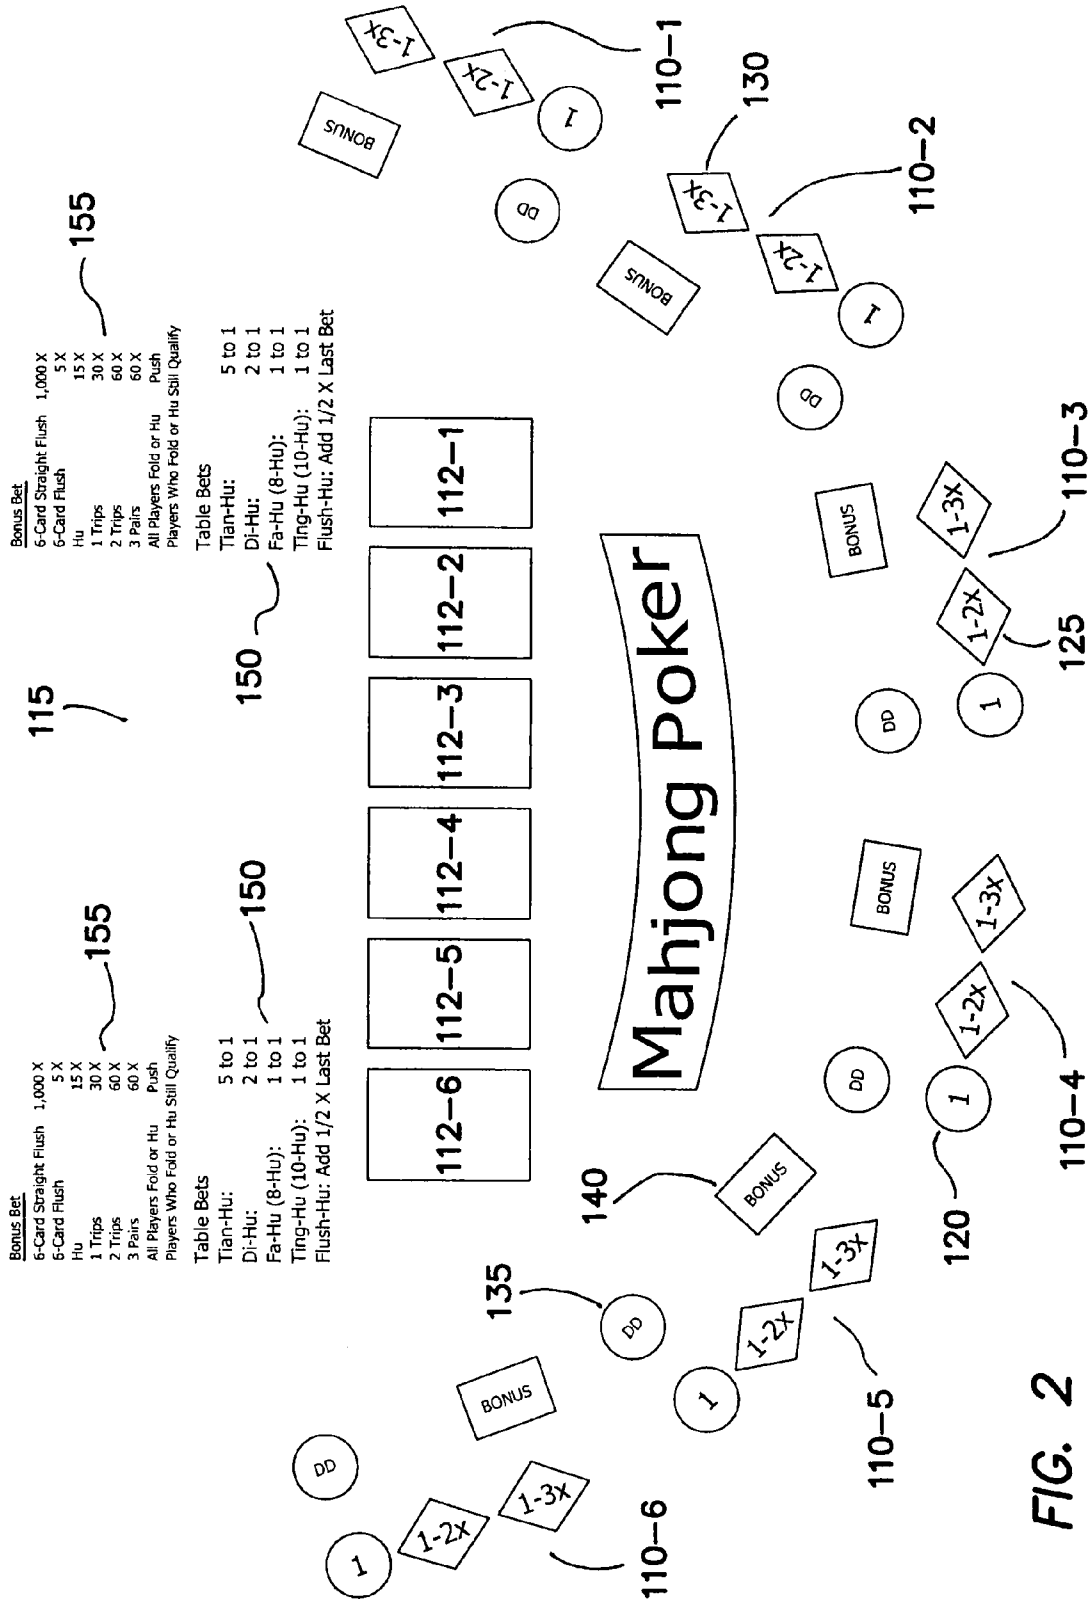 Bonus Bet
6-Card Straight Flush 1,000 X
6-Card Flush 5 X
Hu 15 X
1 Trips 30 X
2 Trips 60 X
3 Pairs 60 X
All Players Fold or Hu Push
Players Who Fold or Hu Still Qualify
Table Bets
Tian-Hu: 5 to 1
Di-Hu: 2 to 1
Fa-Hu (8-Hu): 1 to 1
Ting-Hu (10-Hu): 1 to 1
Flush-Hu: Add 1/2 X Last Bet
155
150
115
Bonus Bet
6-Card Straight Flush 1,000 X
6-Card Flush 5 X
Hu 15 X
1 Trips 30 X
2 Trips 60 X
3 Pairs 60 X
All Players Fold or Hu Push
Players Who Fold or Hu Still Qualify
Table Bets
Tian-Hu: 5 to 1
Di-Hu: 2 to 1
Fa-Hu (8-Hu): 1 to 1
Ting-Hu (10-Hu): 1 to 1
Flush-Hu: Add 1/2 X Last Bet
155
150
112-6
112-5
112-4
112-3
112-2
112-1
Mahjong Poker
DD
1
1-2x
1-3x
BONUS
110-6
135
DD
1
1-2x
1-3x
140
BONUS
110-5
DD
1
1-2x
1-3x
BONUS
120
110-4
DD
1
1-2x
1-3x
BONUS
125
110-3
DD
1
1-2x
1-3x
BONUS
130
110-2
DD
1
1-2x
1-3x
BONUS
110-1
FIG. 2